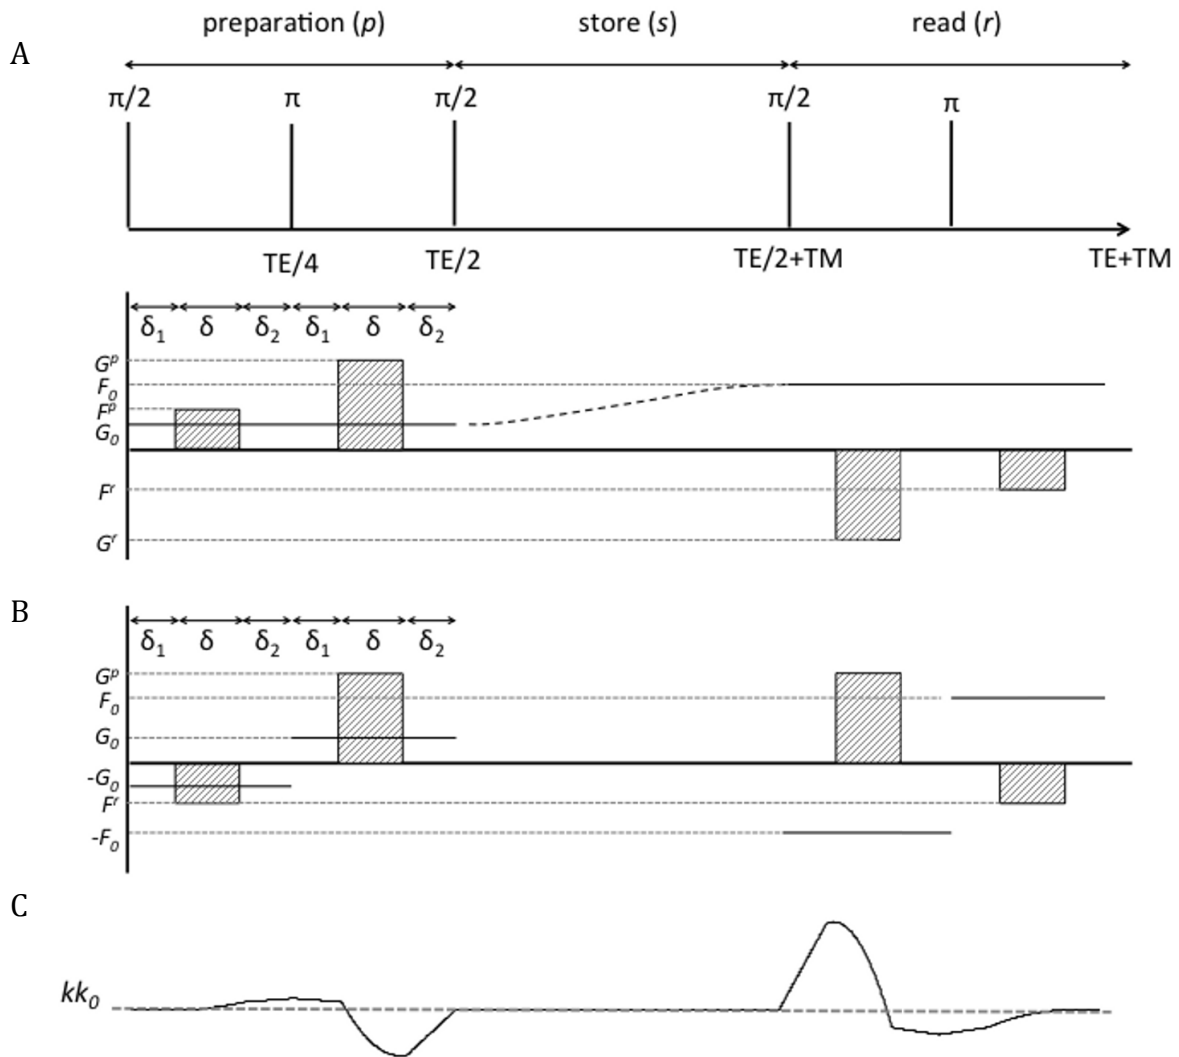 preparation (p) store (s) read (r)
A
π/2 π π/2 π/2 π
TE/4 TE/2 TE/2+TM TE+TM
δ1 δ δ2 δ1 δ δ2
Gp
Fo
Fp
G0
Fr
Gr
B
δ1 δ δ2 δ1 δ δ2
Gp
F0
G0
-G0
Fr
-F0
C
kk0